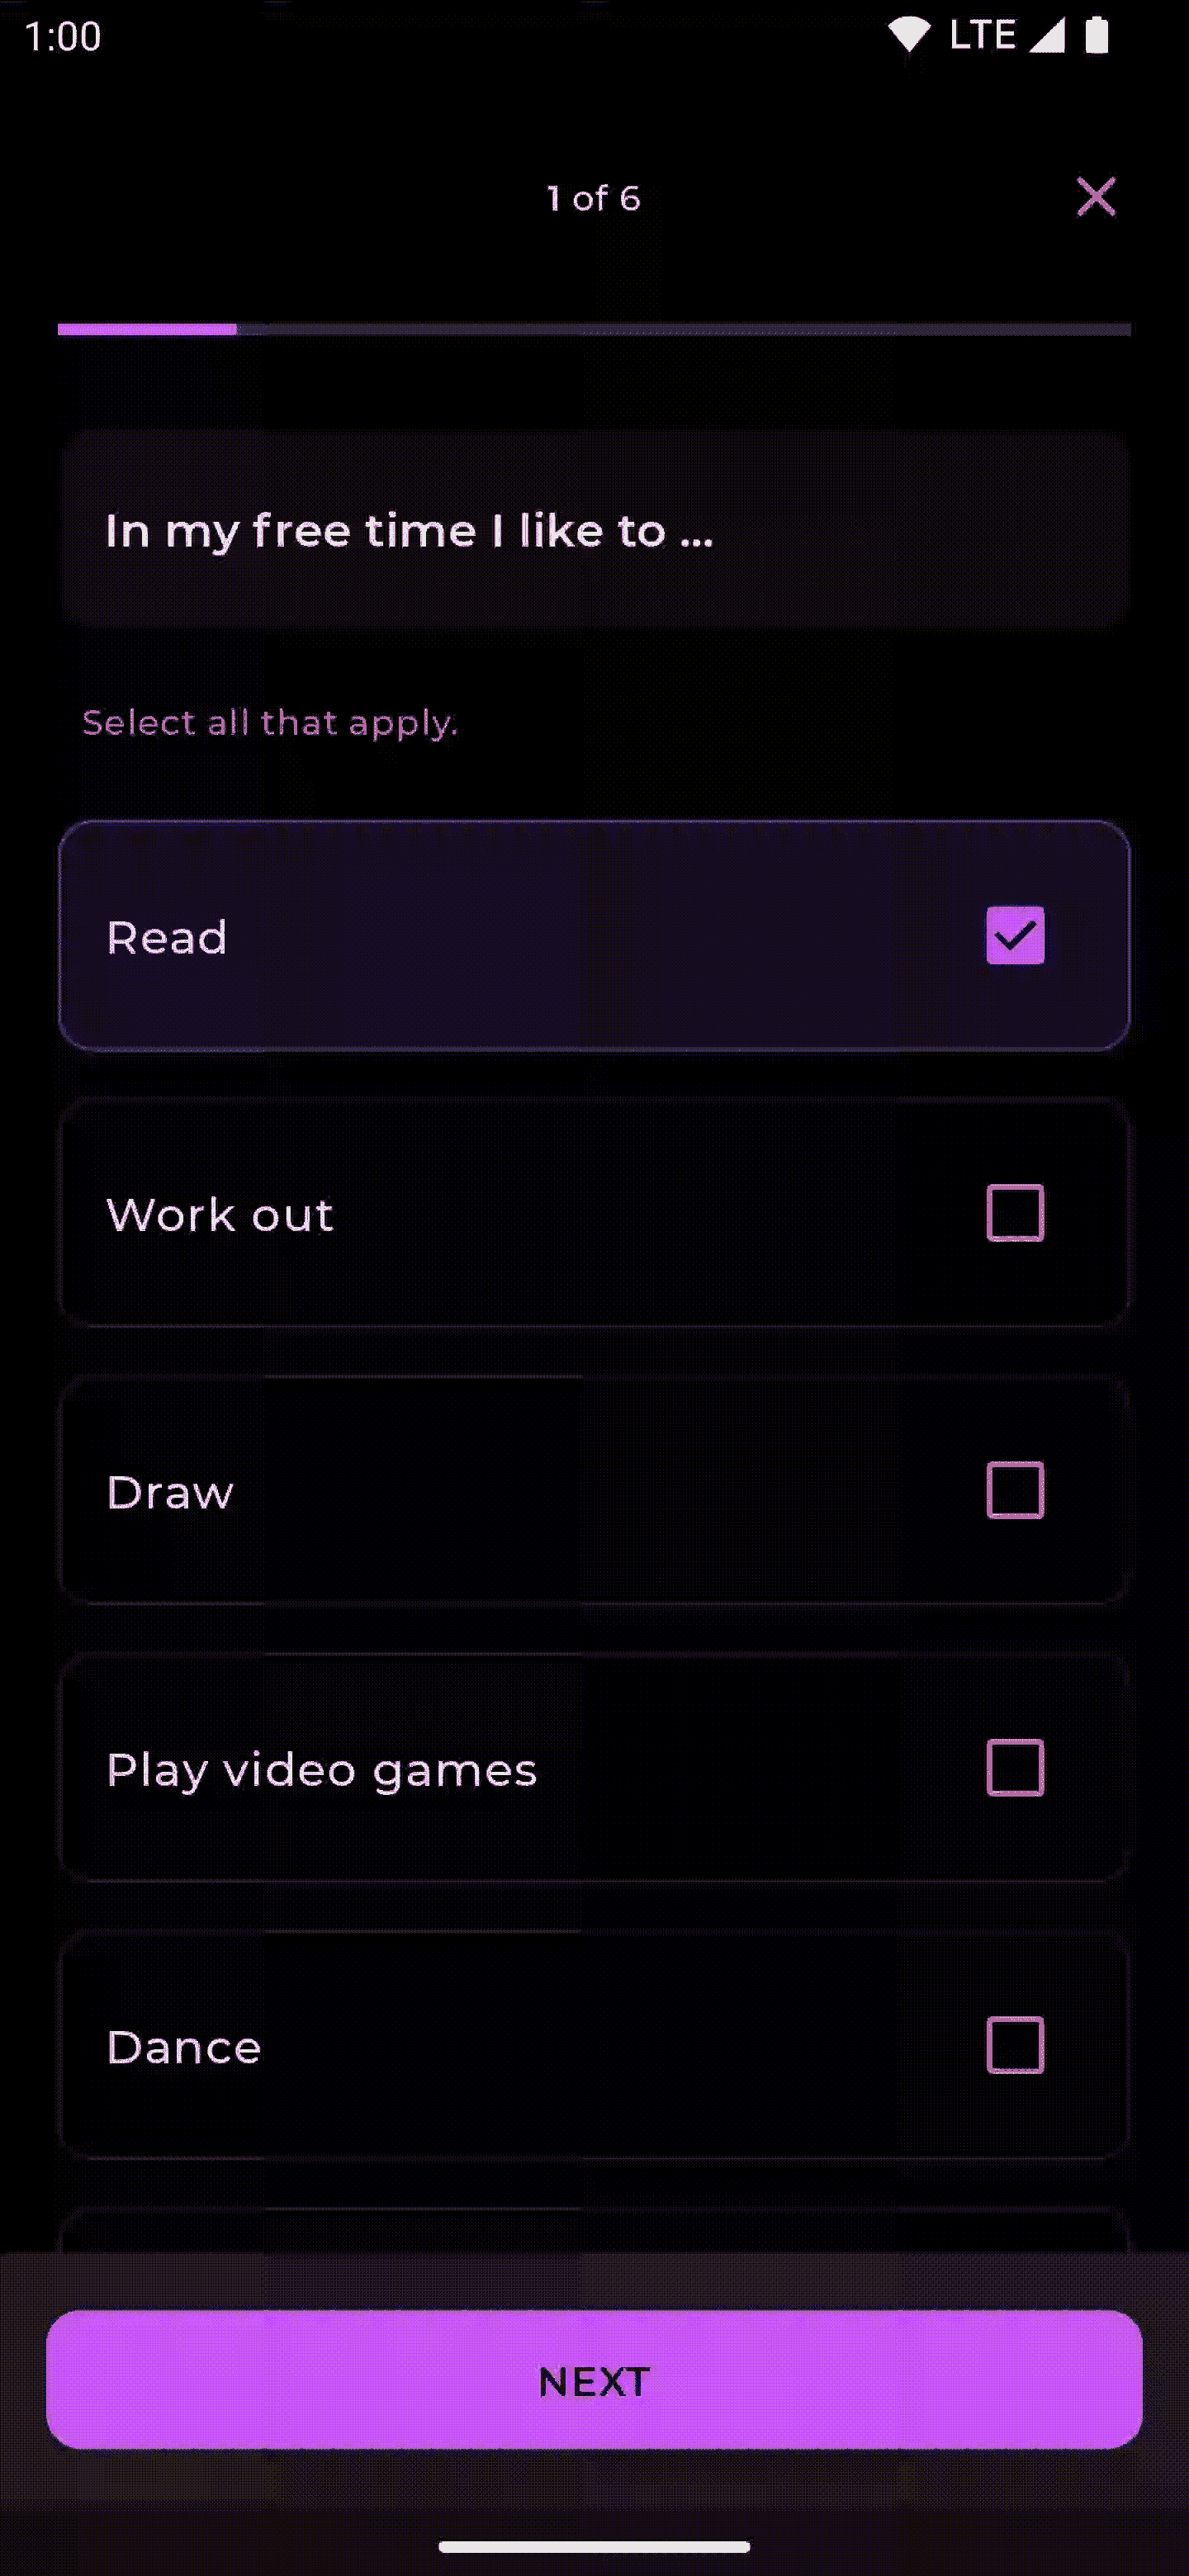 1:00 LTE
1 of 6
In my free time I like to ...
Select all that apply.
Read
Work out
Draw
Play video games
Dance
NEXT